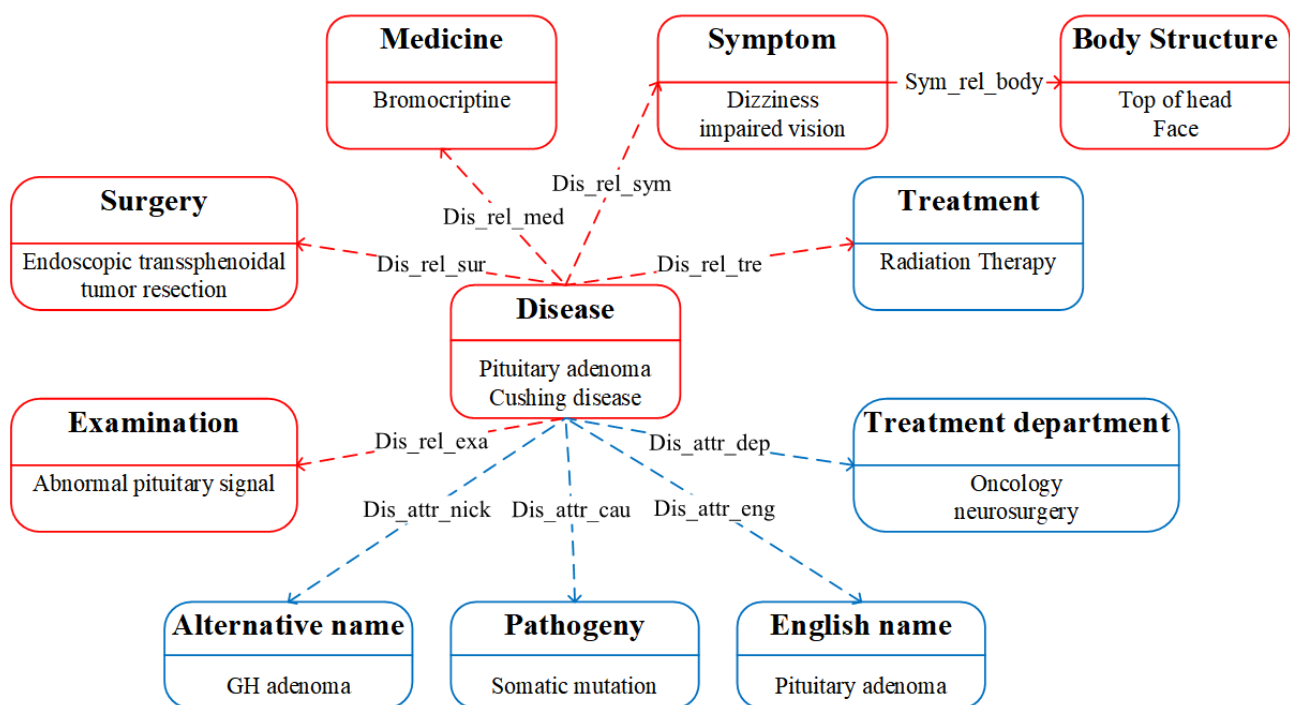 Medicine
Bromocriptine
Symptom
Dizziness
impaired vision
Sym_rel_body
Body Structure
Top of head
Face
Dis_rel_sym
Dis_rel_med
Surgery
Endoscopic transsphenoidal
tumor resection
Dis_rel_sur
Dis_rel_tre
Treatment
Radiation Therapy
Disease
Pituitary adenoma
Cushing disease
Examination
Abnormal pituitary signal
Dis_rel_exa
Dis_attr_dep
Treatment department
Oncology
neurosurgery
Dis_attr_nick
Dis_attr_cau
Dis_attr_eng
Alternative name
GH adenoma
Pathogeny
Somatic mutation
English name
Pituitary adenoma